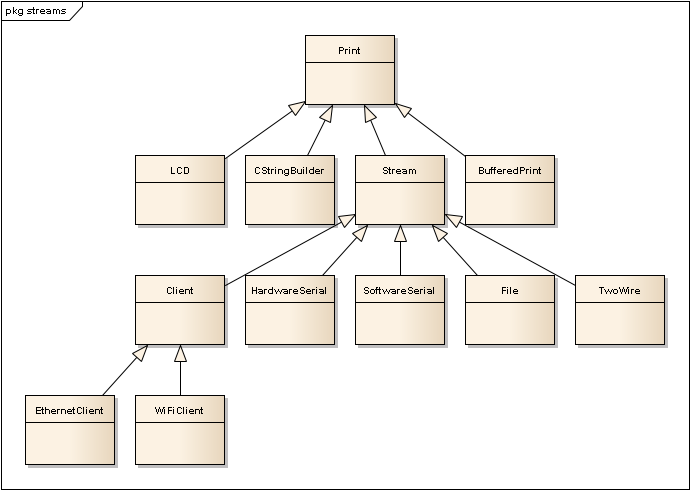 pkg streams
Print
LCD
CStringBuilder
Stream
BufferedPrint
Client
HardwareSerial
SoftwareSerial
File
TwoWire
EthernetClient
WiFiClient